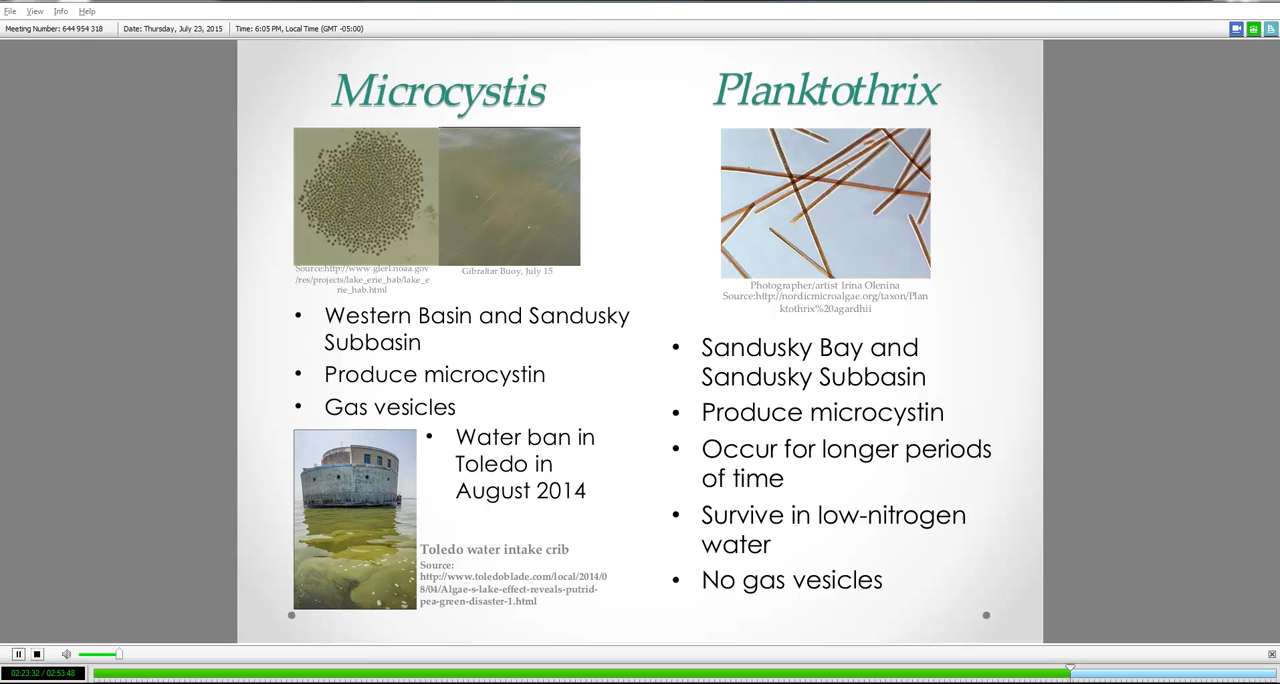 File View Info Help
Meeting Number: 644 954 318 Date: Thursday, July 23, 2015 Time: 6:05 PM, Local Time (GMT -05:00)
Microcystis
Source:http://www.glerl.noaa.gov
/res/projects/lake_erie_hab/lake_e
rie_hab.html
Gibraltar Buoy, July 15
• Western Basin and Sandusky
Subbasin
• Produce microcystin
• Gas vesicles
• Water ban in
Toledo in
August 2014
Toledo water intake crib
Source:
http://www.toledoblade.com/local/2014/0
8/04/Algae-s-lake-effect-reveals-putrid-
pea-green-disaster-1.html
Planktothrix
Photographer/artist Irina Olenina
Source:http://nordicmicroalgae.org/taxon/Plan
ktothrix%20agardhii
• Sandusky Bay and
Sandusky Subbasin
• Produce microcystin
• Occur for longer periods
of time
• Survive in low-nitrogen
water
• No gas vesicles
02:23:32 / 02:53:48